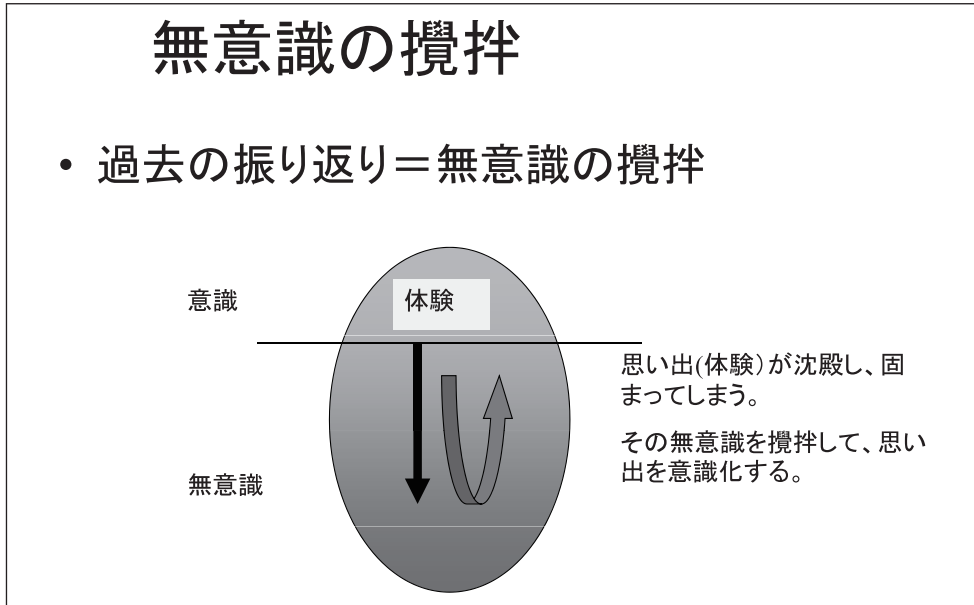 無意識の攪拌
• 過去の振り返り＝無意識の攪拌
意識
体験
思い出(体験)が沈殿し、固
まってしまう。
その無意識を攪拌して、思い
出を意識化する。
無意識